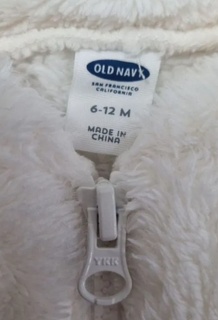 OLD NAVY
SAN FRANCISCO
CALIFORNIA
6-12 M
MADE IN
CHINA
YKK